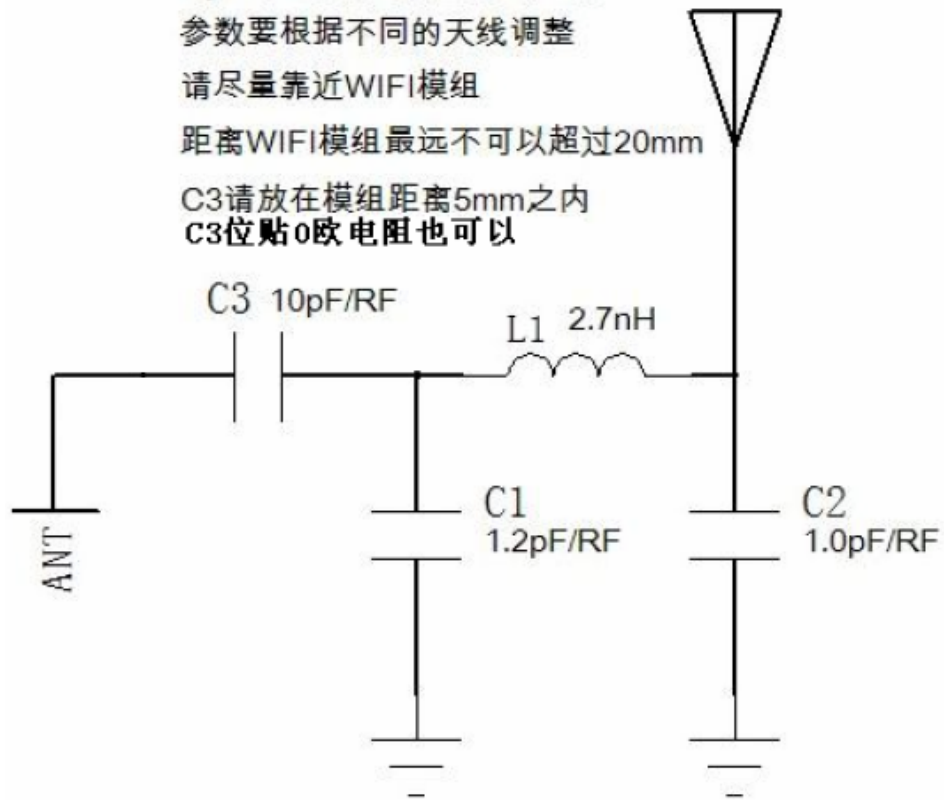 参数要根据不同的天线调整
请尽量靠近WIFI模组
距离WIFI模组最远不可以超过20mm
C3请放在模组距离5mm之内
C3位贴0欧电阻也可以
C3 10pF/RF
L1 2.7nH
C1
1.2pF/RF
C2
1.0pF/RF
ANT